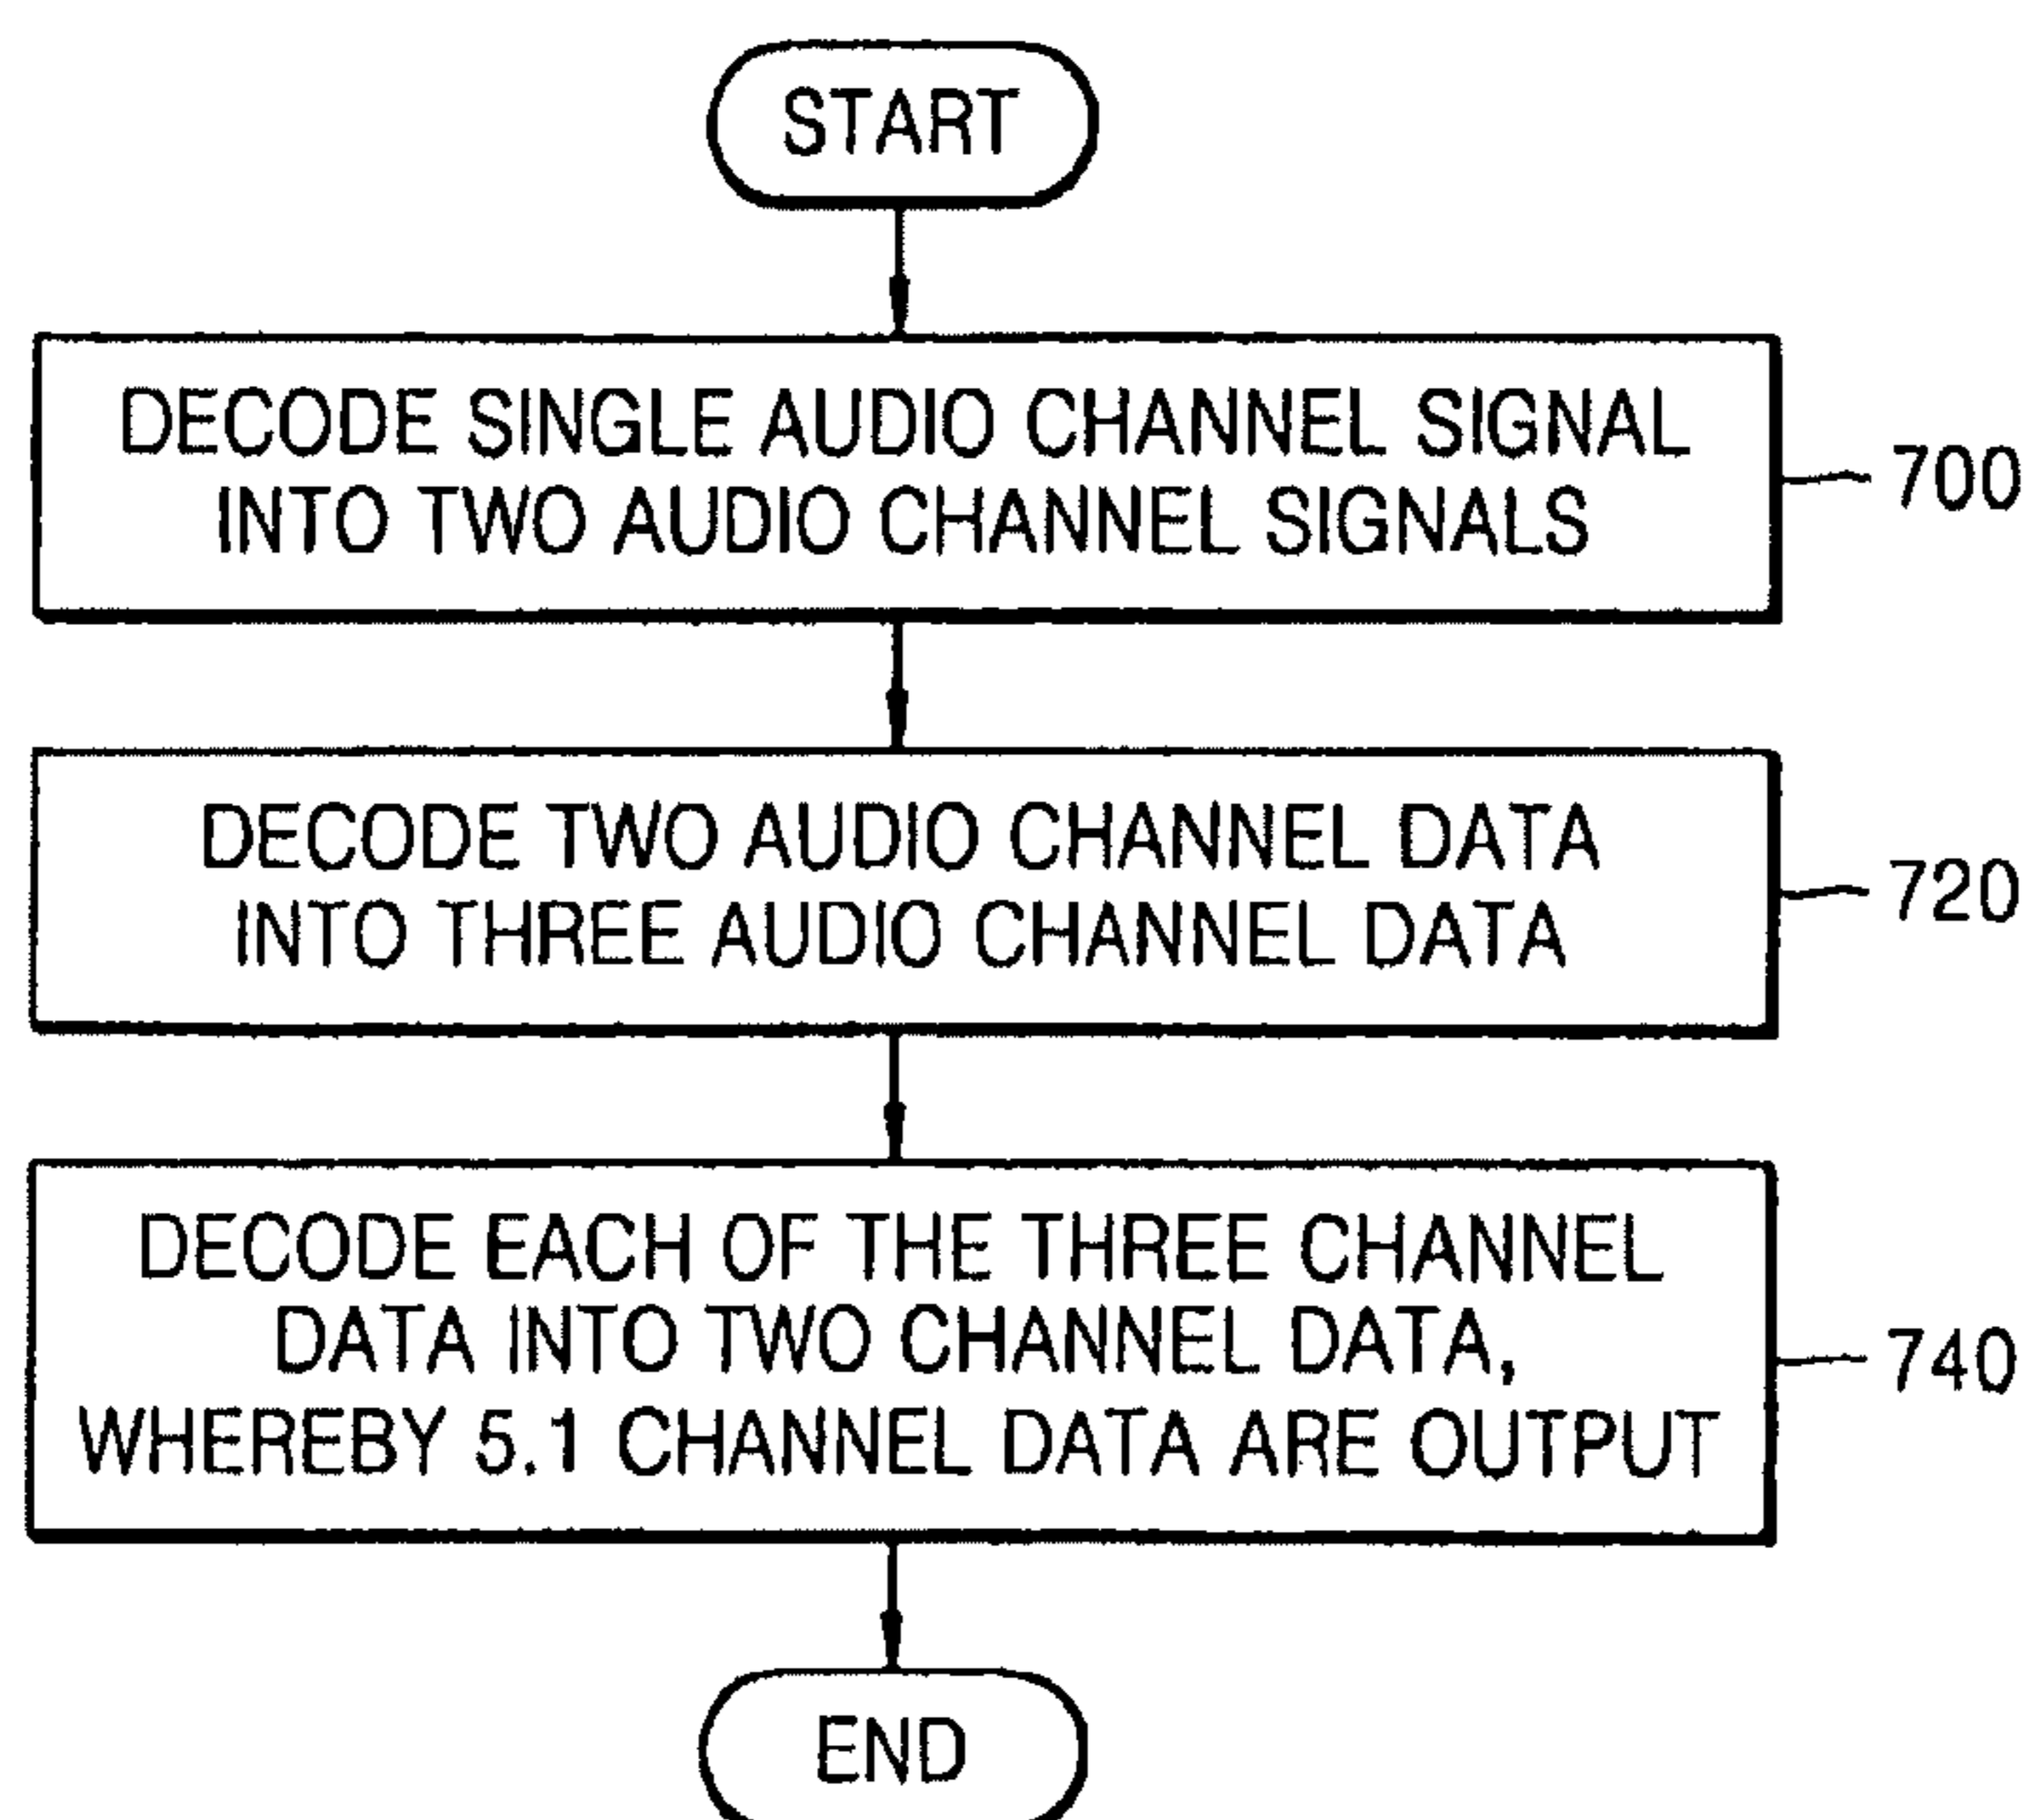 START
DECODE SINGLE AUDIO CHANNEL SIGNAL
INTO TWO AUDIO CHANNEL SIGNALS
700
DECODE TWO AUDIO CHANNEL DATA
INTO THREE AUDIO CHANNEL DATA
720
DECODE EACH OF THE THREE CHANNEL
DATA INTO TWO CHANNEL DATA,
WHEREBY 5.1 CHANNEL DATA ARE OUTPUT
740
END